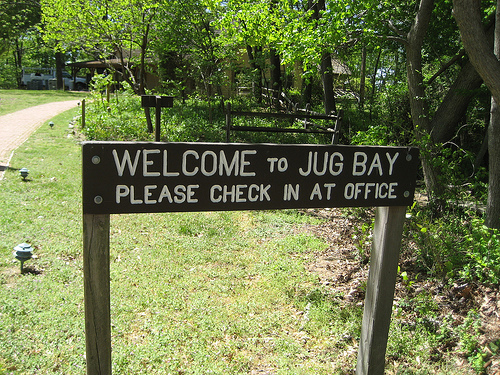 WELCOME TO JUG BAY
PLEASE CHECK IN AT OFFICE